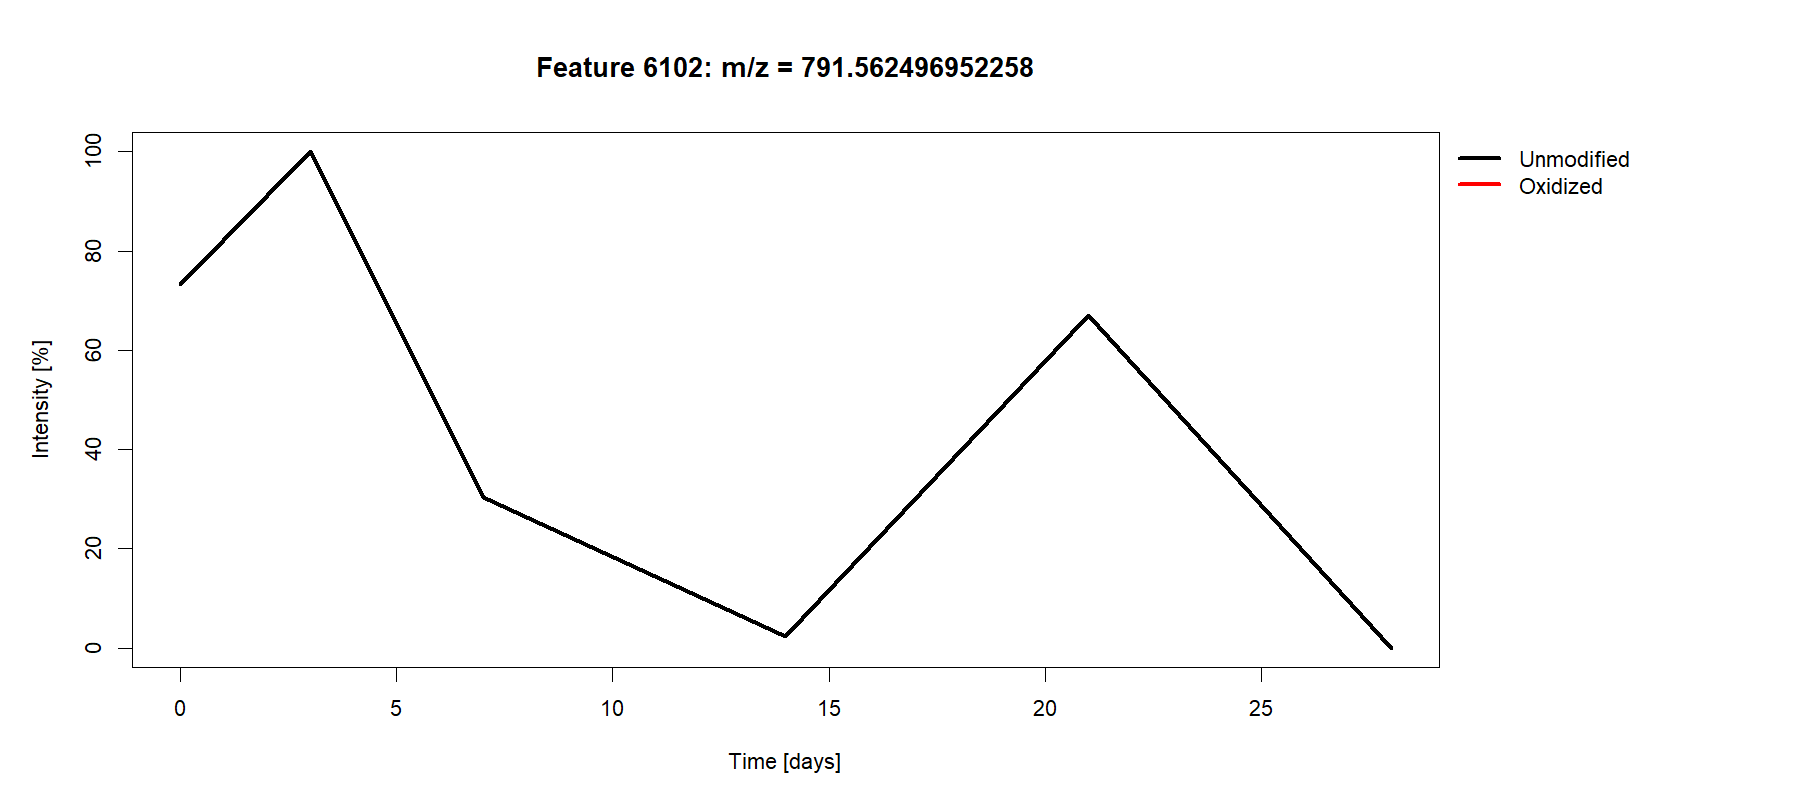 Feature 6102: m/z = 791.562496952258
Unmodified
Oxidized
Intensity [%]
100
80
60
40
20
0
0 5 10 15 20 25
Time [days]